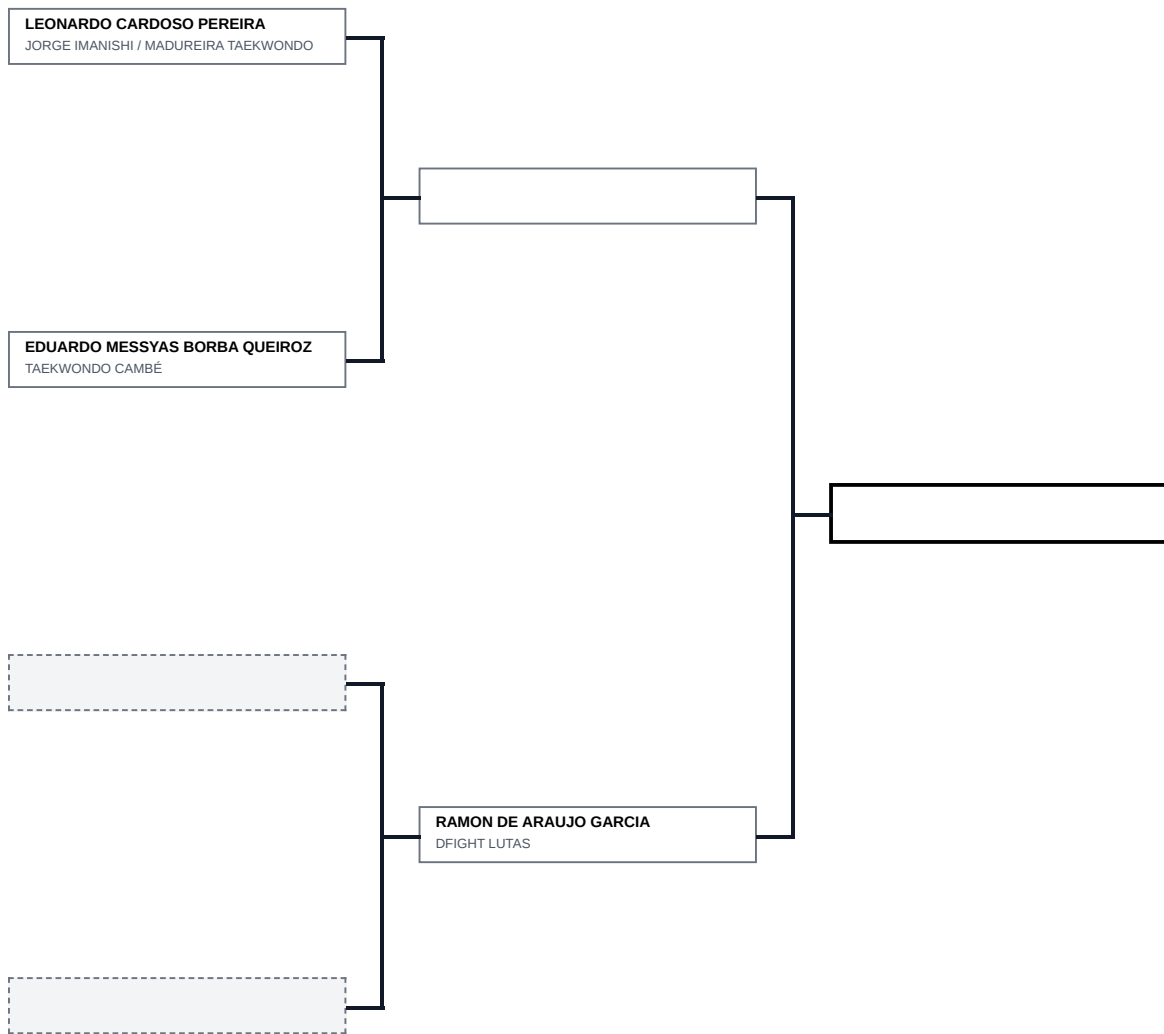 LEONARDO CARDOSO PEREIRA
JORGE IMANISHI / MADUREIRA TAEKWONDO
EDUARDO MESSYAS BORBA QUEIROZ
TAEKWONDO CAMBÉ
RAMON DE ARAUJO GARCIA
DFIGHT LUTAS